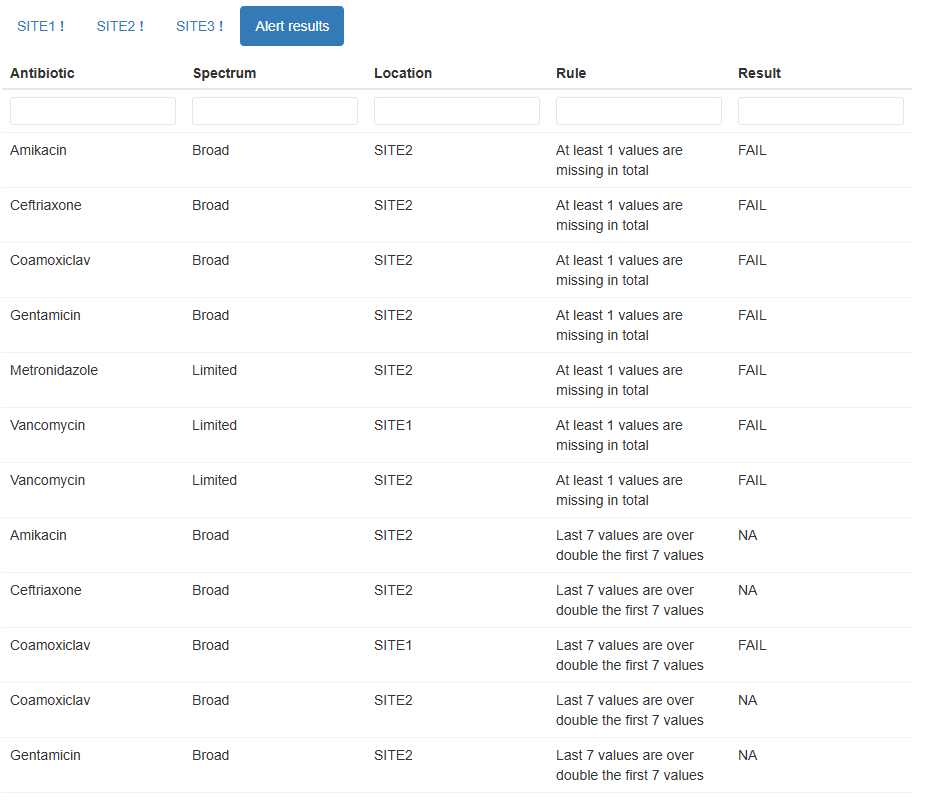 SITE1 ! SITE2 ! SITE3 ! Alert results
Antibiotic Spectrum Location Rule Result
Amikacin Broad SITE2 At least 1 values are FAIL
missing in total
Ceftriaxone Broad SITE2 At least 1 values are FAIL
missing in total
Coamoxiclav Broad SITE2 At least 1 values are FAIL
missing in total
Gentamicin Broad SITE2 At least 1 values are FAIL
missing in total
Metronidazole Limited SITE2 At least 1 values are FAIL
missing in total
Vancomycin Limited SITE1 At least 1 values are FAIL
missing in total
Vancomycin Limited SITE2 At least 1 values are FAIL
missing in total
Amikacin Broad SITE2 Last 7 values are over NA
double the first 7 values
Ceftriaxone Broad SITE2 Last 7 values are over NA
double the first 7 values
Coamoxiclav Broad SITE1 Last 7 values are over FAIL
double the first 7 values
Coamoxiclav Broad SITE2 Last 7 values are over NA
double the first 7 values
Gentamicin Broad SITE2 Last 7 values are over NA
double the first 7 values